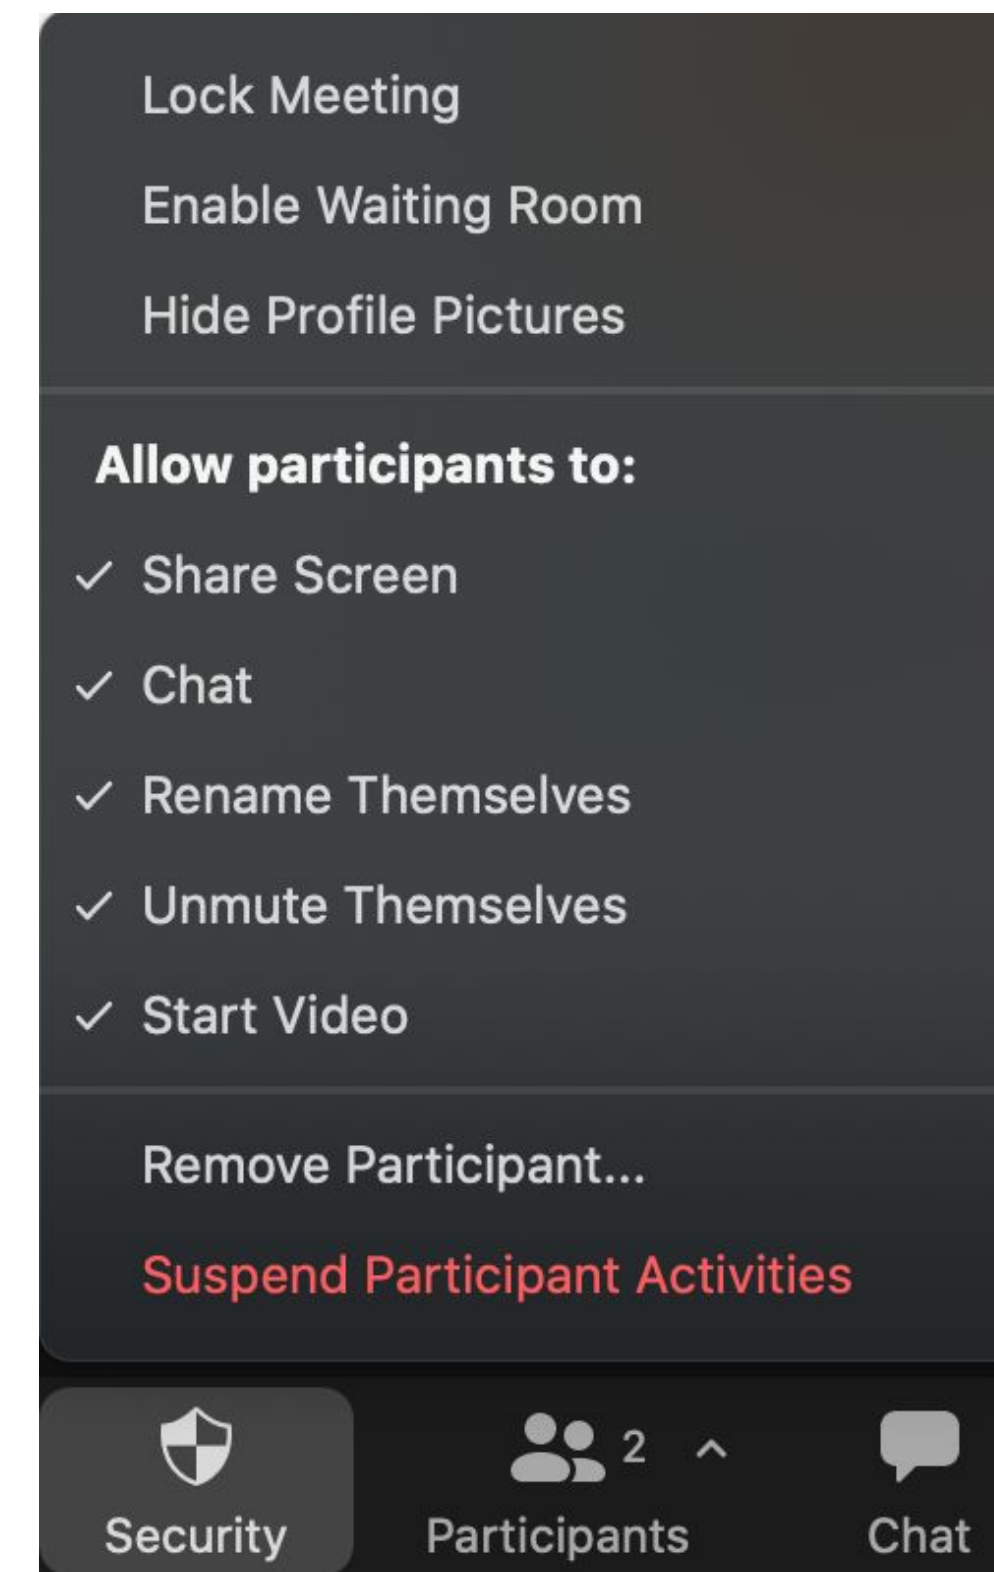 Lock Meeting
Enable Waiting Room
Hide Profile Pictures
Allow participants to:
Share Screen
Chat
Rename Themselves
Unmute Themselves
Start Video
Remove Participant...
Suspend Participant Activities
2
Security Participants Chat